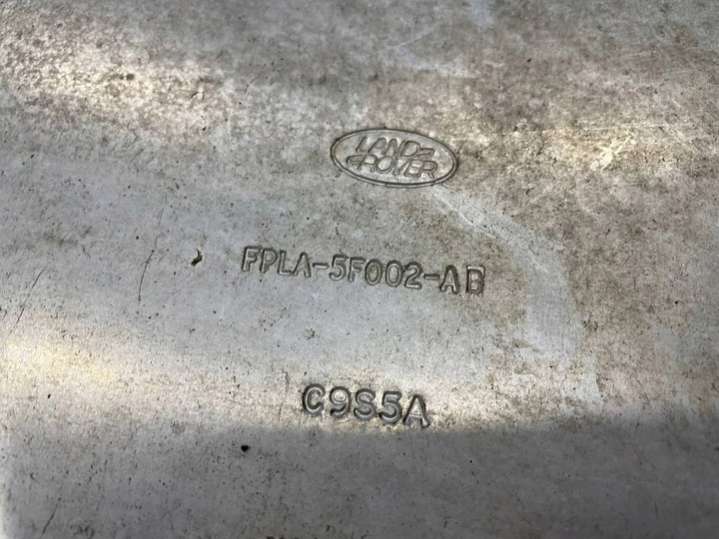 LAND
ROVER
FPLA-5F002-AB
C9S5A